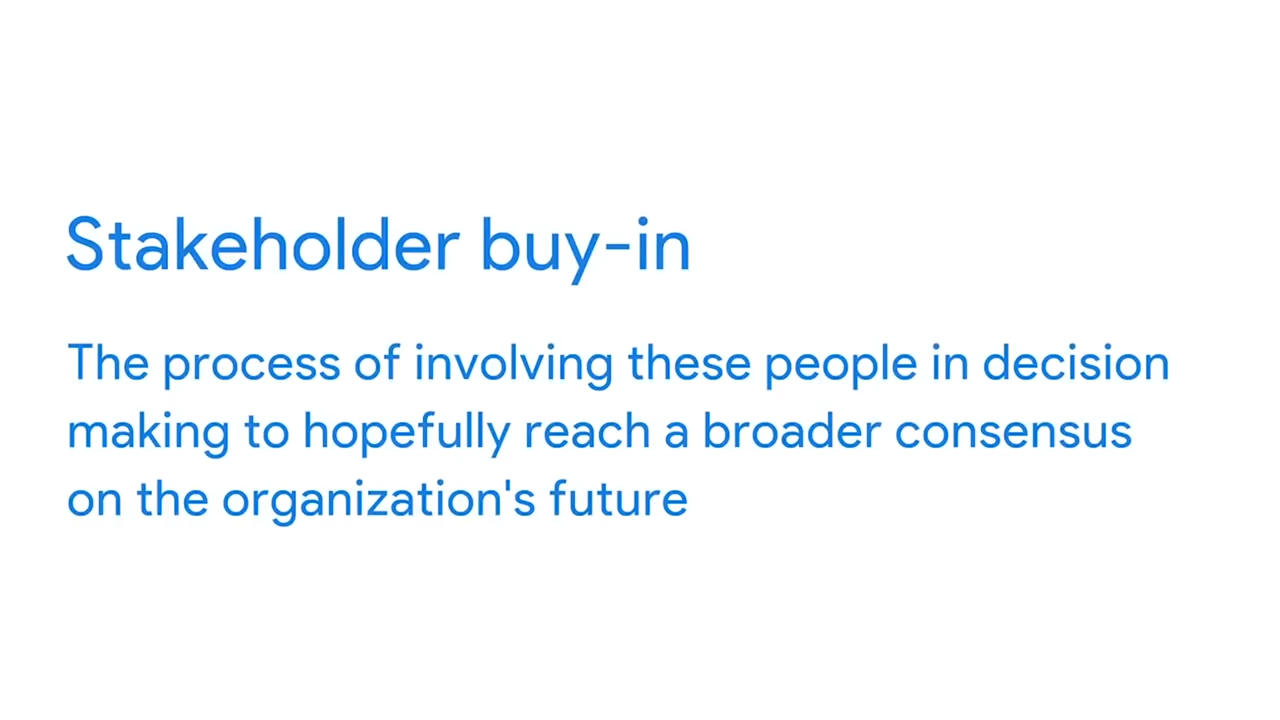 Stakeholder buy-in
The process of involving these people in decision
making to hopefully reach a broader consensus
on the organization's future